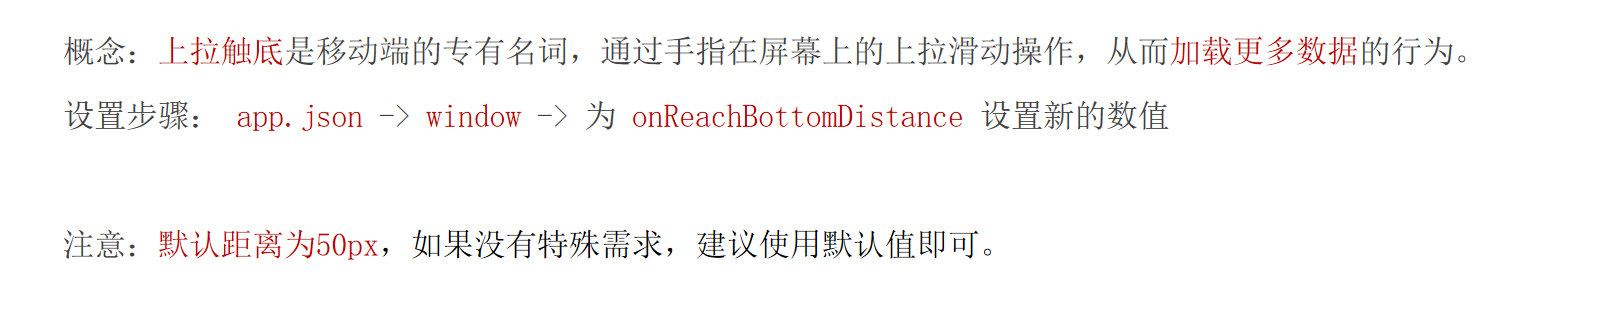 概念：上拉触底是移动端的专有名词，通过手指在屏幕上的上拉滑动操作，从而加载更多数据的行为。
设置步骤： app.json -> window -> 为 onReachBottomDistance 设置新的数值
注意：默认距离为50px，如果没有特殊需求，建议使用默认值即可。